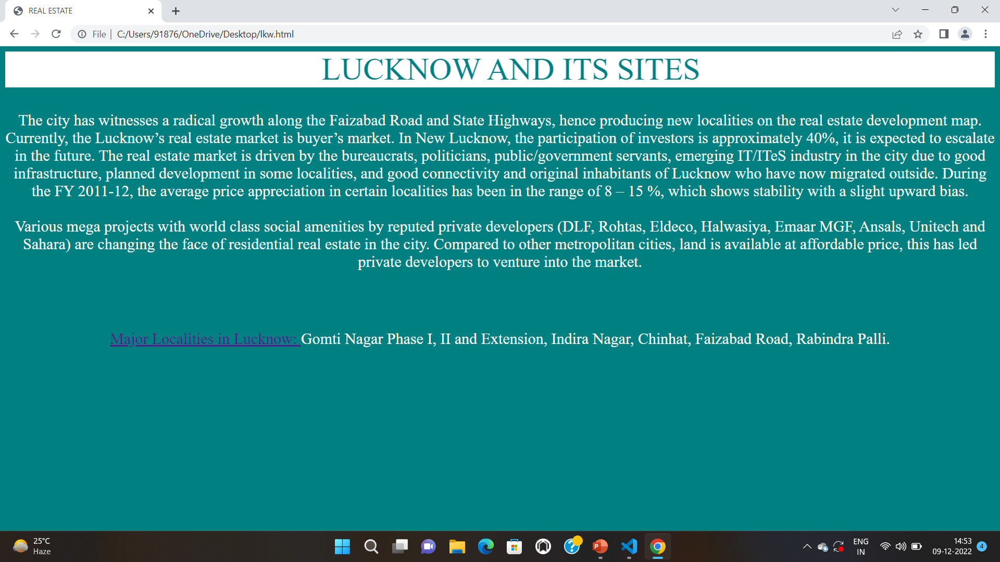 REAL ESTATE
File
C:/Users/91876/OneDrive/Desktop/lkw.html
LUCKNOW AND ITS SITES
The city has witnesses a radical growth along the Faizabad Road and State Highways, hence producing new localities on the real estate development map.
Currently, the Lucknow’s real estate market is buyer’s market. In New Lucknow, the participation of investors is approximately 40%, it is expected to escalate
in the future. The real estate market is driven by the bureaucrats, politicians, public/government servants, emerging IT/ITeS industry in the city due to good
infrastructure, planned development in some localities, and good connectivity and original inhabitants of Lucknow who have now migrated outside. During
the FY 2011-12, the average price appreciation in certain localities has been in the range of 8 – 15 %, which shows stability with a slight upward bias.
Various mega projects with world class social amenities by reputed private developers (DLF, Rohtas, Eldeco, Halwasiya, Emaar MGF, Ansals, Unitech and
Sahara) are changing the face of residential real estate in the city. Compared to other metropolitan cities, land is available at affordable price, this has led
private developers to venture into the market.
Major Localities in Lucknow: Gomti Nagar Phase I, II and Extension, Indira Nagar, Chinhat, Faizabad Road, Rabindra Palli.
25°C
Haze
ENG
IN
14:53
09-12-2022
4